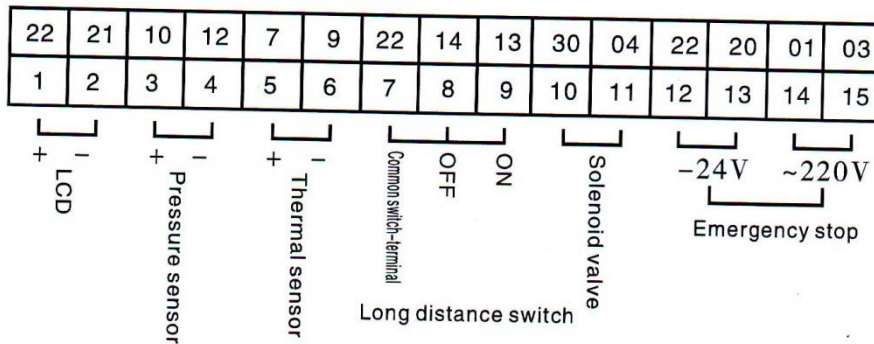 22 21 10 12 7 9 22 14 13 30 04 22 20 01 03
1 2 3 4 5 6 7 8 9 10 11 12 13 14 15
+ −
LCD
+ −
Pressure sensor
+ −
Thermal sensor
Common switch-terminal
OFF
ON
Long distance switch
Solenoid valve
−24V
~220V
Emergency stop